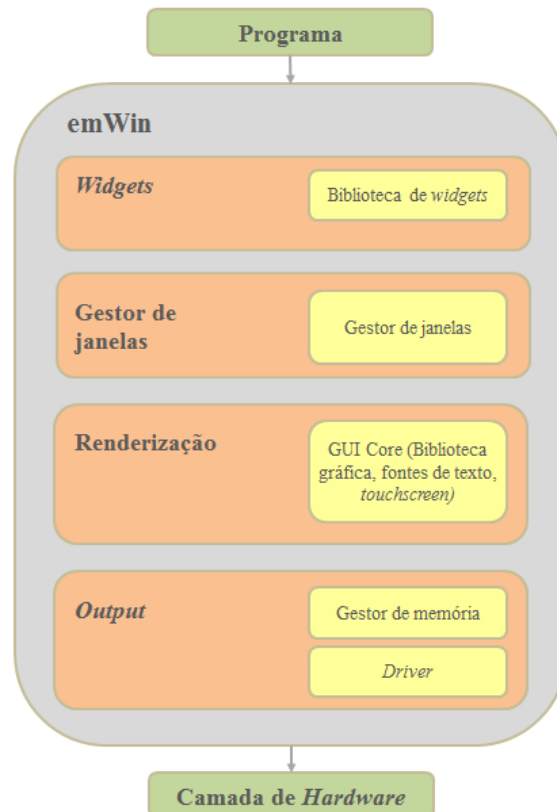 Programa
emWin
Widgets
Biblioteca de widgets
Gestor de
janelas
Gestor de janelas
Renderização
GUI Core (Biblioteca
gráfica, fontes de texto,
touchscreen)
Output
Gestor de memória
Driver
Camada de Hardware